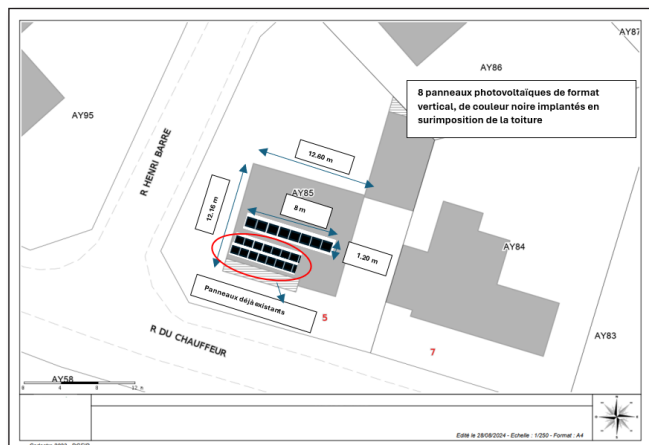 AY87
AY86
8 panneaux photovoltaïques de format
vertical, de couleur noire implantés en
surimposition de la toiture
AY95
R HENRI BARRE
12.60 m
AY85
12.16 m
8 m
1.20 m
AY84
Panneaux déjà existants
5
R DU CHAUFFEUR
7
AY83
AY58
0 4 8 12 m
Edité le 28/08/2024 - Echelle : 1/250 - Format : A4